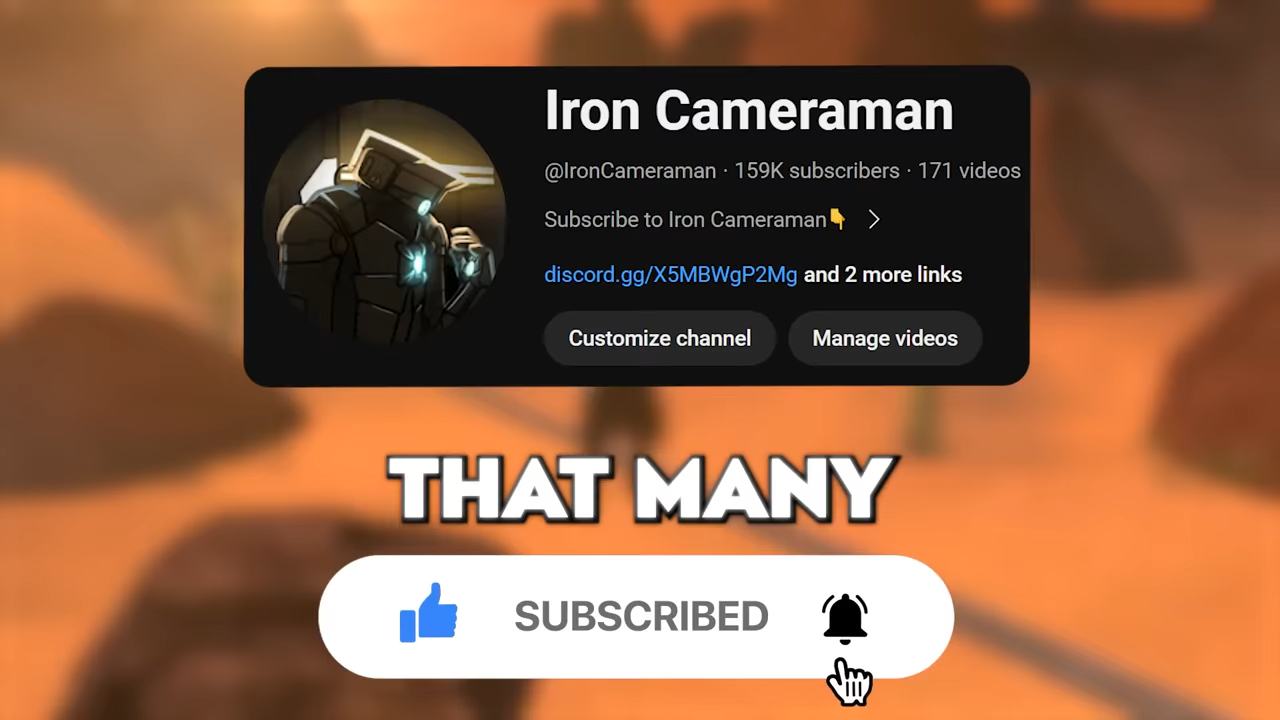 Iron Cameraman
@IronCameraman · 159K subscribers · 171 videos
Subscribe to Iron Cameraman👇
discord.gg/X5MBWgP2Mg and 2 more links
Customize channel Manage videos
THAT MANY
SUBSCRIBED